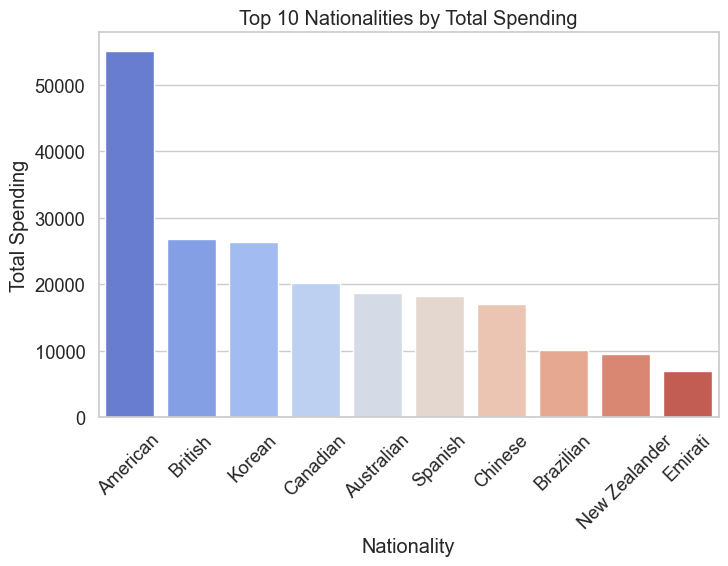 Top 10 Nationalities by Total Spending
Total Spending
50000
40000
30000
20000
10000
0
American
British
Korean
Canadian
Australian
Spanish
Chinese
Brazilian
New Zealander
Emirati
Nationality